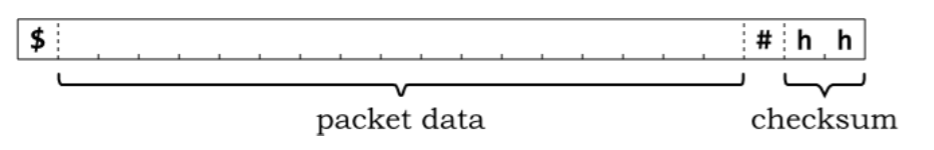 $ # h h
packet data checksum